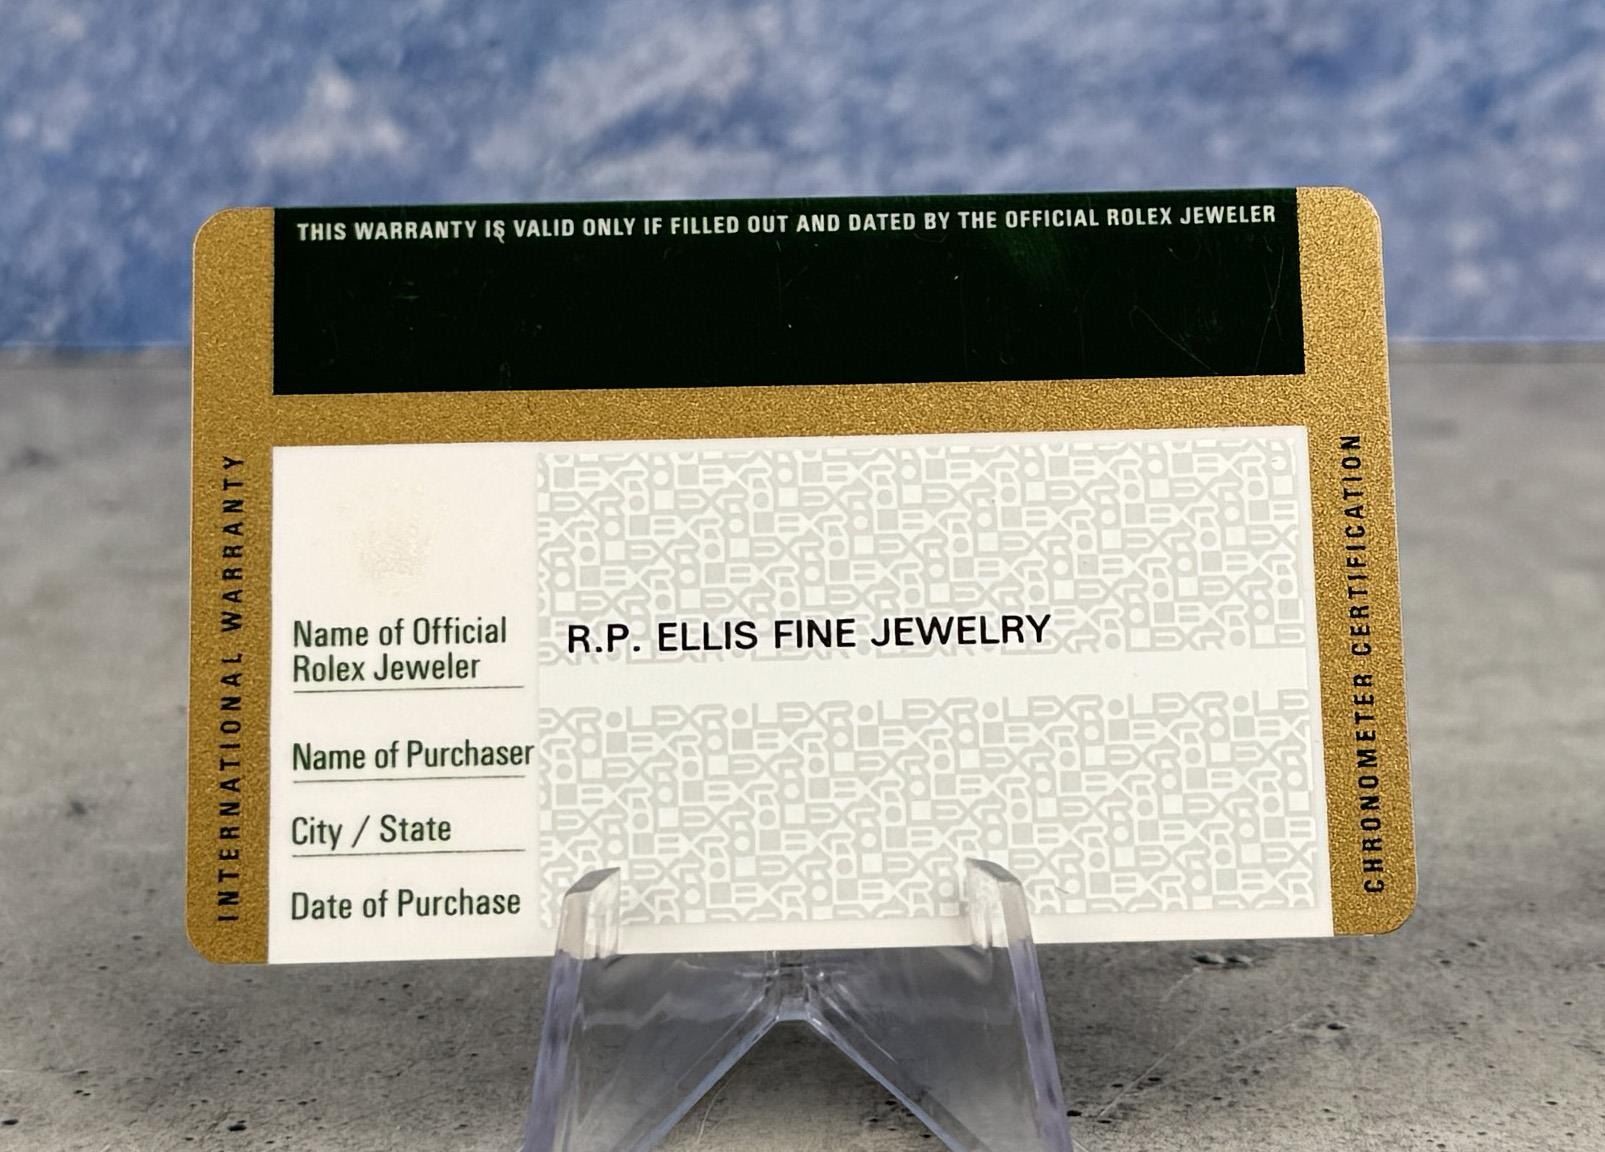 THIS WARRANTY IS VALID ONLY IF FILLED OUT AND DATED BY THE OFFICIAL ROLEX JEWELER
INTERNATIONAL WARRANTY
Name of Official
Rolex Jeweler
R.P. ELLIS FINE JEWELRY
Name of Purchaser
City / State
Date of Purchase
CHRONOMETER CERTIFICATION